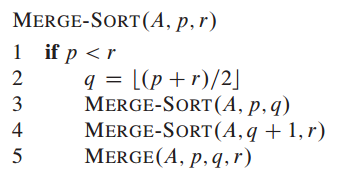 MERGE-SORT(A, p, r)
1 if p < r
2 q = ⌊(p + r)/2⌋
3 MERGE-SORT(A, p, q)
4 MERGE-SORT(A, q + 1, r)
5 MERGE(A, p, q, r)